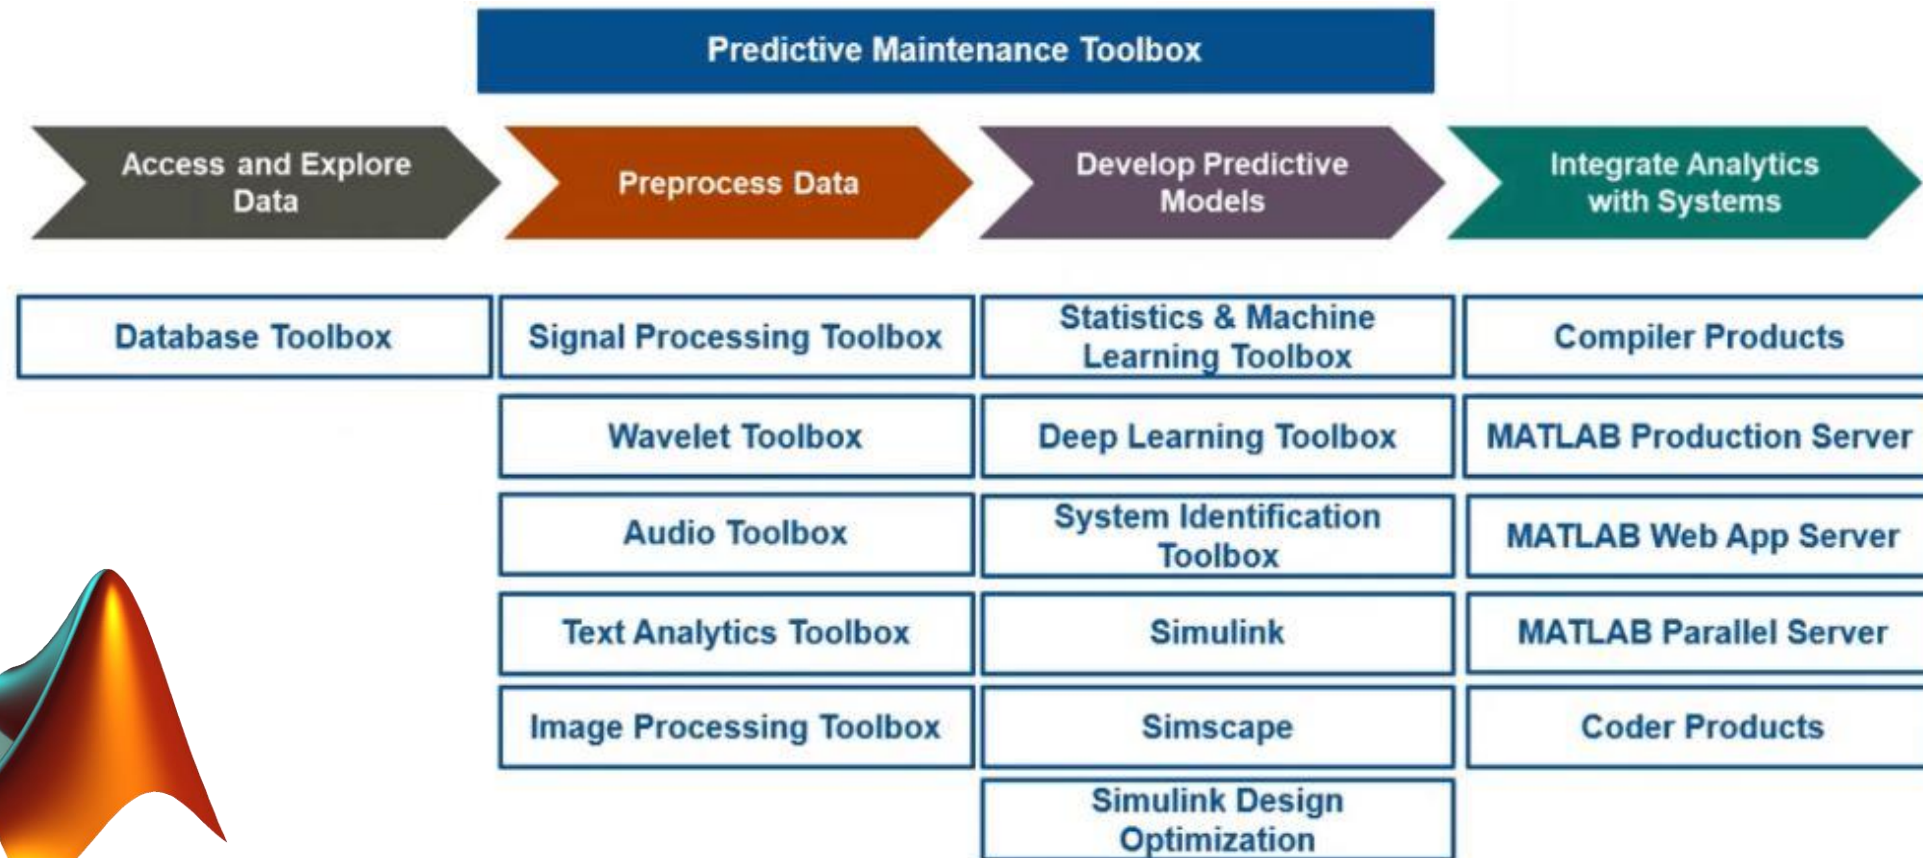 Predictive Maintenance Toolbox
Access and Explore
Data
Preprocess Data
Develop Predictive
Models
Integrate Analytics
with Systems
Database Toolbox
Signal Processing Toolbox
Statistics & Machine
Learning Toolbox
Compiler Products
Wavelet Toolbox
Deep Learning Toolbox
MATLAB Production Server
Audio Toolbox
System Identification
Toolbox
MATLAB Web App Server
Text Analytics Toolbox
Simulink
MATLAB Parallel Server
Image Processing Toolbox
Simscape
Coder Products
Simulink Design
Optimization